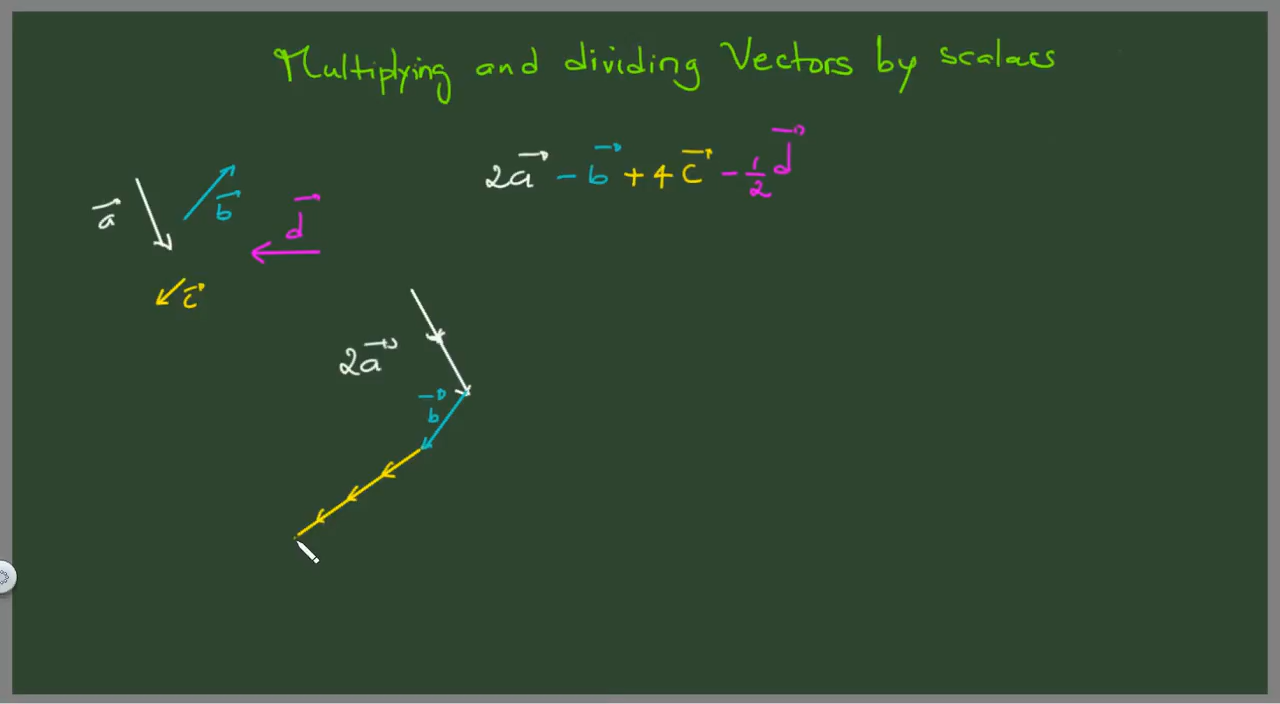 Multiplying and dividing Vectors by scalars
2a⃗ - b⃗ + 4c⃗ - ½d⃗
a⃗
b⃗
d⃗
c⃗
2a⃗
b⃗